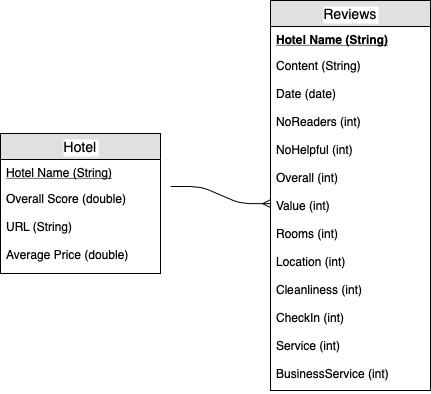 Hotel
Hotel Name (String)
Overall Score (double)
URL (String)
Average Price (double)
Reviews
Hotel Name (String)
Content (String)
Date (date)
NoReaders (int)
NoHelpful (int)
Overall (int)
Value (int)
Rooms (int)
Location (int)
Cleanliness (int)
CheckIn (int)
Service (int)
BusinessService (int)